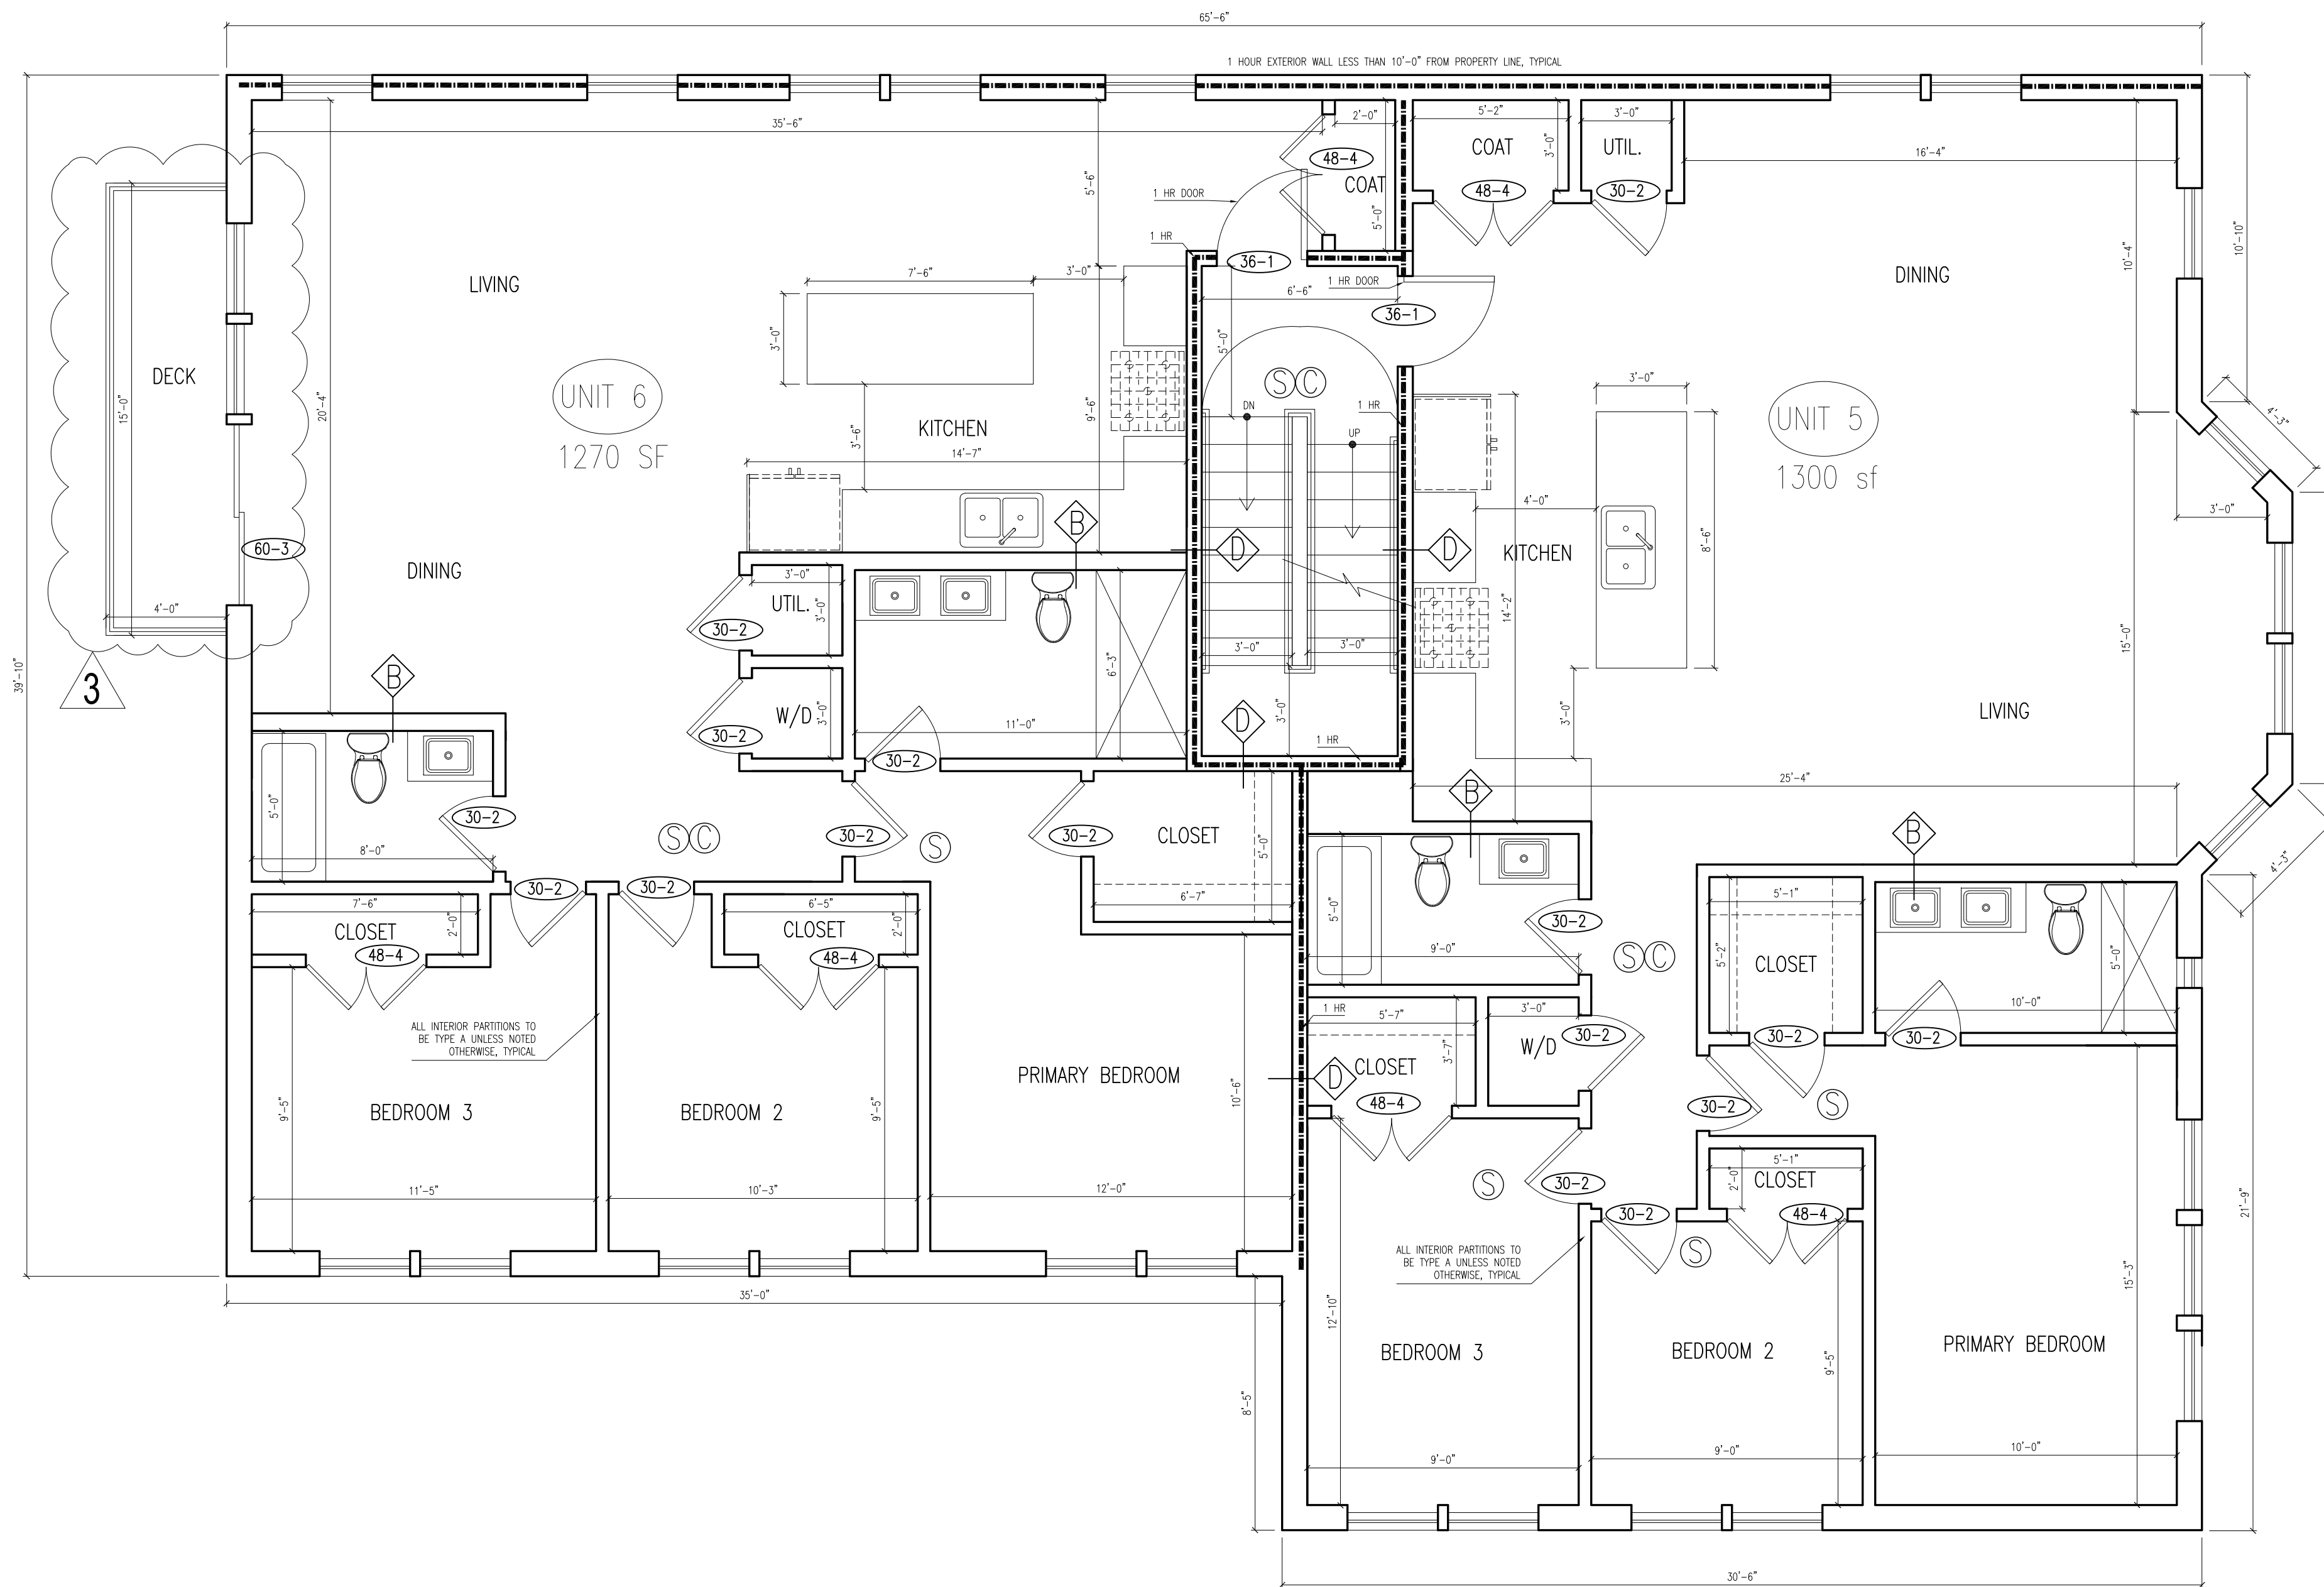 65'-6"
1 HOUR EXTERIOR WALL LESS THAN 10'-0" FROM PROPERTY LINE, TYPICAL
35'-6"
2'-0"
5'-2"
3'-0"
COAT
3'-0"
UTIL.
16'-4"
48-4
COAT
48-4
30-2
5'-6"
1 HR DOOR
5'-0"
10'-4"
10'-10"
1 HR
36-1
LIVING
7'-6"
3'-0"
1 HR DOOR
6'-6"
36-1
DINING
3'-0"
5'-0"
DECK
15'-0"
20'-4"
UNIT 6
1270 SF
KITCHEN
3'-6"
9'-6"
14'-7"
S C
DN
UP
1 HR
3'-0"
UNIT 5
1300 sf
4'-3"
3'-0"
4'-0"
B
D
D
KITCHEN
8'-6"
60-3
DINING
4'-0"
3'-0"
UTIL.
3'-0"
30-2
14'-2"
6'-3"
3'-0"
3'-0"
15'-0"
39'-10"
3
B
W/D
3'-0"
30-2
11'-0"
30-2
D
3'-0"
1 HR
3'-0"
LIVING
25'-4"
5'-0"
30-2
8'-0"
S C
30-2
S
30-2
CLOSET
5'-0"
6'-7"
B
B
4'-3"
30-2
30-2
7'-6"
CLOSET
2'-0"
48-4
6'-5"
CLOSET
2'-0"
48-4
5'-0"
9'-0"
30-2
S C
5'-1"
5'-2"
CLOSET
5'-0"
10'-0"
ALL INTERIOR PARTITIONS TO
BE TYPE A UNLESS NOTED
OTHERWISE, TYPICAL
1 HR
5'-7"
3'-0"
30-2
30-2
30-2
W/D
3'-7"
CLOSET
D
48-4
PRIMARY BEDROOM
10'-6"
9'-5"
BEDROOM 3
BEDROOM 2
9'-5"
30-2
S
5'-1"
CLOSET
2'-0"
S
30-2
30-2
48-4
11'-5"
10'-3"
12'-0"
21'-9"
S
ALL INTERIOR PARTITIONS TO
BE TYPE A UNLESS NOTED
OTHERWISE, TYPICAL
15'-3"
35'-0"
12'-10"
BEDROOM 3
BEDROOM 2
9'-5"
PRIMARY BEDROOM
8'-5"
9'-0"
9'-0"
10'-0"
30'-6"